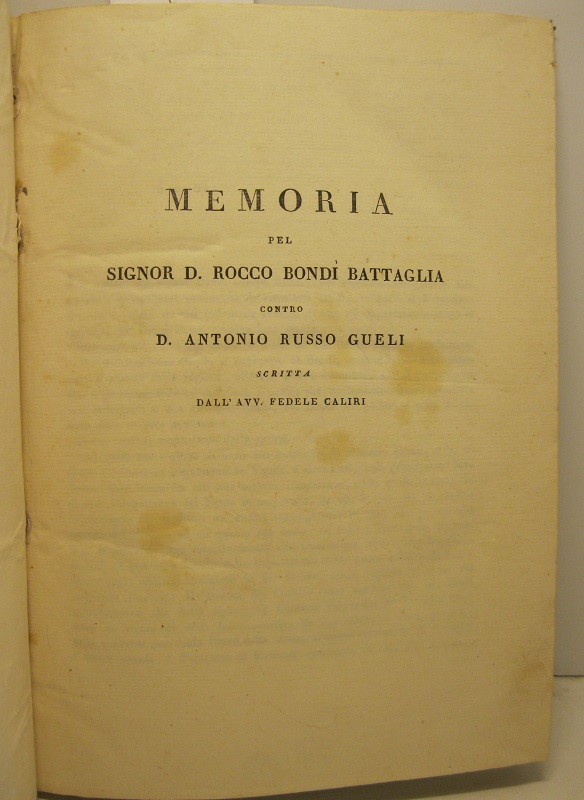 MEMORIA
PEL
SIGNOR D. ROCCO BONDÌ BATTAGLIA
CONTRO
D. ANTONIO RUSSO GUELI
SCRITTA
DALL' AVV. FEDELE CALIRI